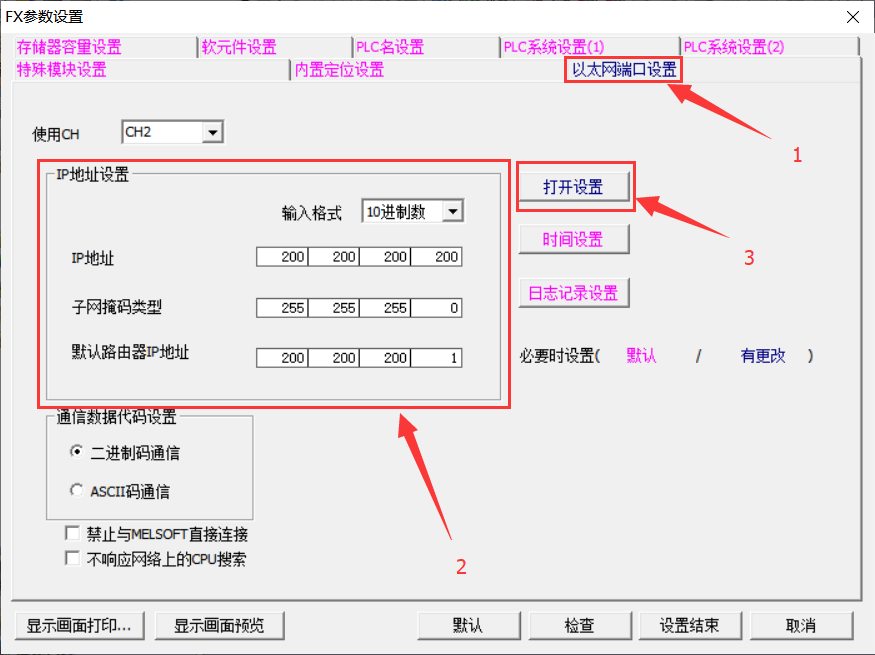 FX参数设置
存储器容量设置 软元件设置 PLC名设置 PLC系统设置(1) PLC系统设置(2)
特殊模块设置 内置定位设置 以太网端口设置
1
使用CH CH2
IP地址设置
打开设置
输入格式 10进制数
时间设置
3
IP地址 200 200 200 200
日志记录设置
子网掩码类型 255 255 255 0
默认路由器IP地址 200 200 200 1
必要时设置( 默认 / 有更改 )
通信数据代码设置
二进制码通信
ASCII码通信
禁止与MELSOFT直接连接
不响应网络上的CPU搜索
2
显示画面打印... 显示画面预览 默认 检查 设置结束 取消